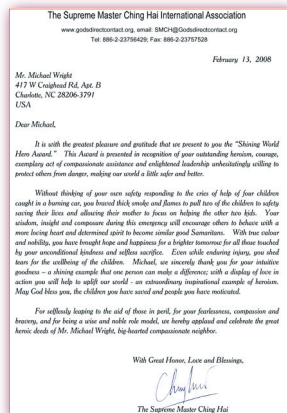 The Supreme Master Ching Hai International Association
www.godsdirectcontact.org, email: SMCH@Godsdirectcontact.org
Tel: 886-2-23756429; Fax: 886-2-23757528
February 13, 2008
Mr. Michael Wright
417 W Craighead Rd, Apt. B
Charlotte, NC 28206-3791
USA
Dear Michael,
It is with the greatest pleasure and gratitude that we present to you the "Shining World
Hero Award." This Award is presented in recognition of your outstanding heroism, courage,
exemplary act of compassionate assistance and enlightened leadership unhesitatingly willing to
protect others from danger, making our world a little safer and better.
Without thinking of your own safety responding to the cries of help of four children
caught in a burning car, you braved thick smoke and flames to pull two of the children to safety
saving their lives and allowing their mother to focus on helping the other two kids. Your
wisdom, insight and composure during this emergency will encourage others to behave with
a more loving heart and determined spirit to become similar good Samaritans. With true valour
and nobility, you have brought hope and happiness for a brighter tomorrow for all those touched
by your unconditional kindness and selfless sacrifice. Even while enduring injury, you shed
tears for the wellbeing of the children. Michael, we sincerely thank you for your intuitive
goodness – a shining example that one person can make a difference; with a display of love in
action you will help to uplift our world - an extraordinary inspirational example of heroism.
May God bless you, the children you have saved and people you have motivated.
For selflessly leaping to the aid of those in peril, for your fearlessness, compassion and
bravery, and for being a wise and noble role model, we hereby applaud and celebrate the great
heroic deeds of Mr. Michael Wright, big-hearted compassionate neighbor.
With Great Honor, Love and Blessings,
The Supreme Master Ching Hai